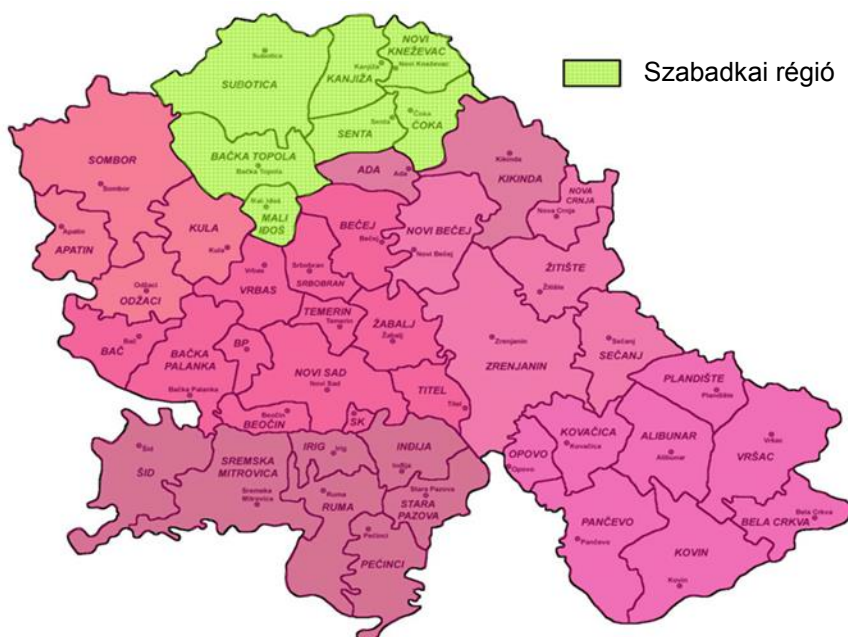 Szabadkai régió
NOVI
KNEŽEVAC
Novi Kneževac
Subotica
SUBOTICA
Kanjiža
KANJIŽA
SENTA
Senta
Čoka
ČOKA
BAČKA TOPOLA
Bačka Topola
Mali Iđoš
MALI
IĐOŠ
SOMBOR
Sombor
ADA
Ada
Kikinda
KIKINDA
NOVA
CRNJA
Nova Crnja
Apatin
APATIN
KULA
Kula
BEČEJ
Bečej
NOVI BEČEJ
Novi Bečej
Odžaci
ODŽACI
Vrbas
VRBAS
Srbobran
SRBOBRAN
ŽITIŠTE
Žitište
TEMERIN
Temerin
ŽABALJ
Žabalj
Zrenjanin
ZRENJANIN
Sečanj
SEČANJ
Bač
BAČ
BAČKA
PALANKA
Bačka Palanka
BP
NOVI SAD
Novi Sad
TITEL
Titel
PLANDIŠTE
Plandište
Beočin
BEOČIN
SK
OPOVO
Opovo
KOVAČICA
Kovačica
ALIBUNAR
Alibunar
Vršac
VRŠAC
Šid
ŠID
SREMSKA
MITROVICA
Sremska
Mitrovica
IRIG
Irig
INĐIJA
Inđija
Ruma
RUMA
Stara Pazova
STARA
PAZOVA
Pećinci
PEĆINCI
PANČEVO
Pančevo
KOVIN
Kovin
Bela Crkva
BELA CRKVA